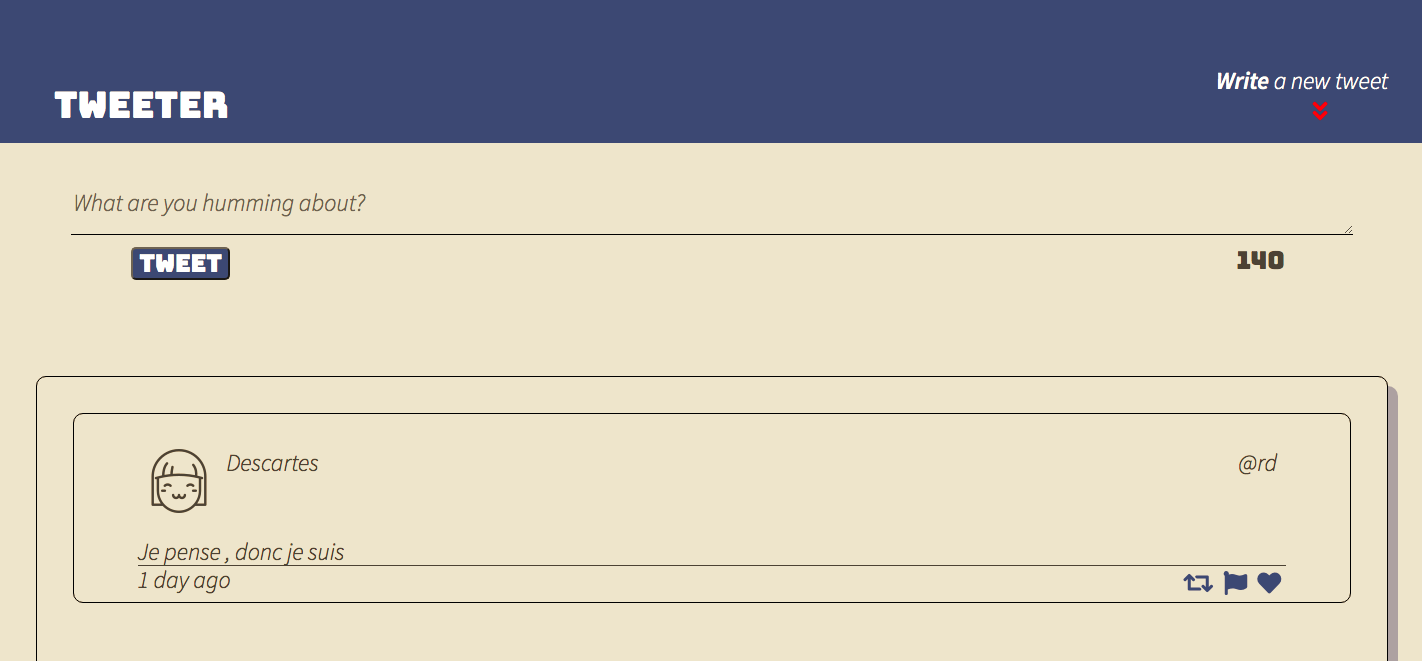 Write a new tweet
TWEETER
What are you humming about?
TWEET
140
Descartes
@rd
Je pense , donc je suis
1 day ago